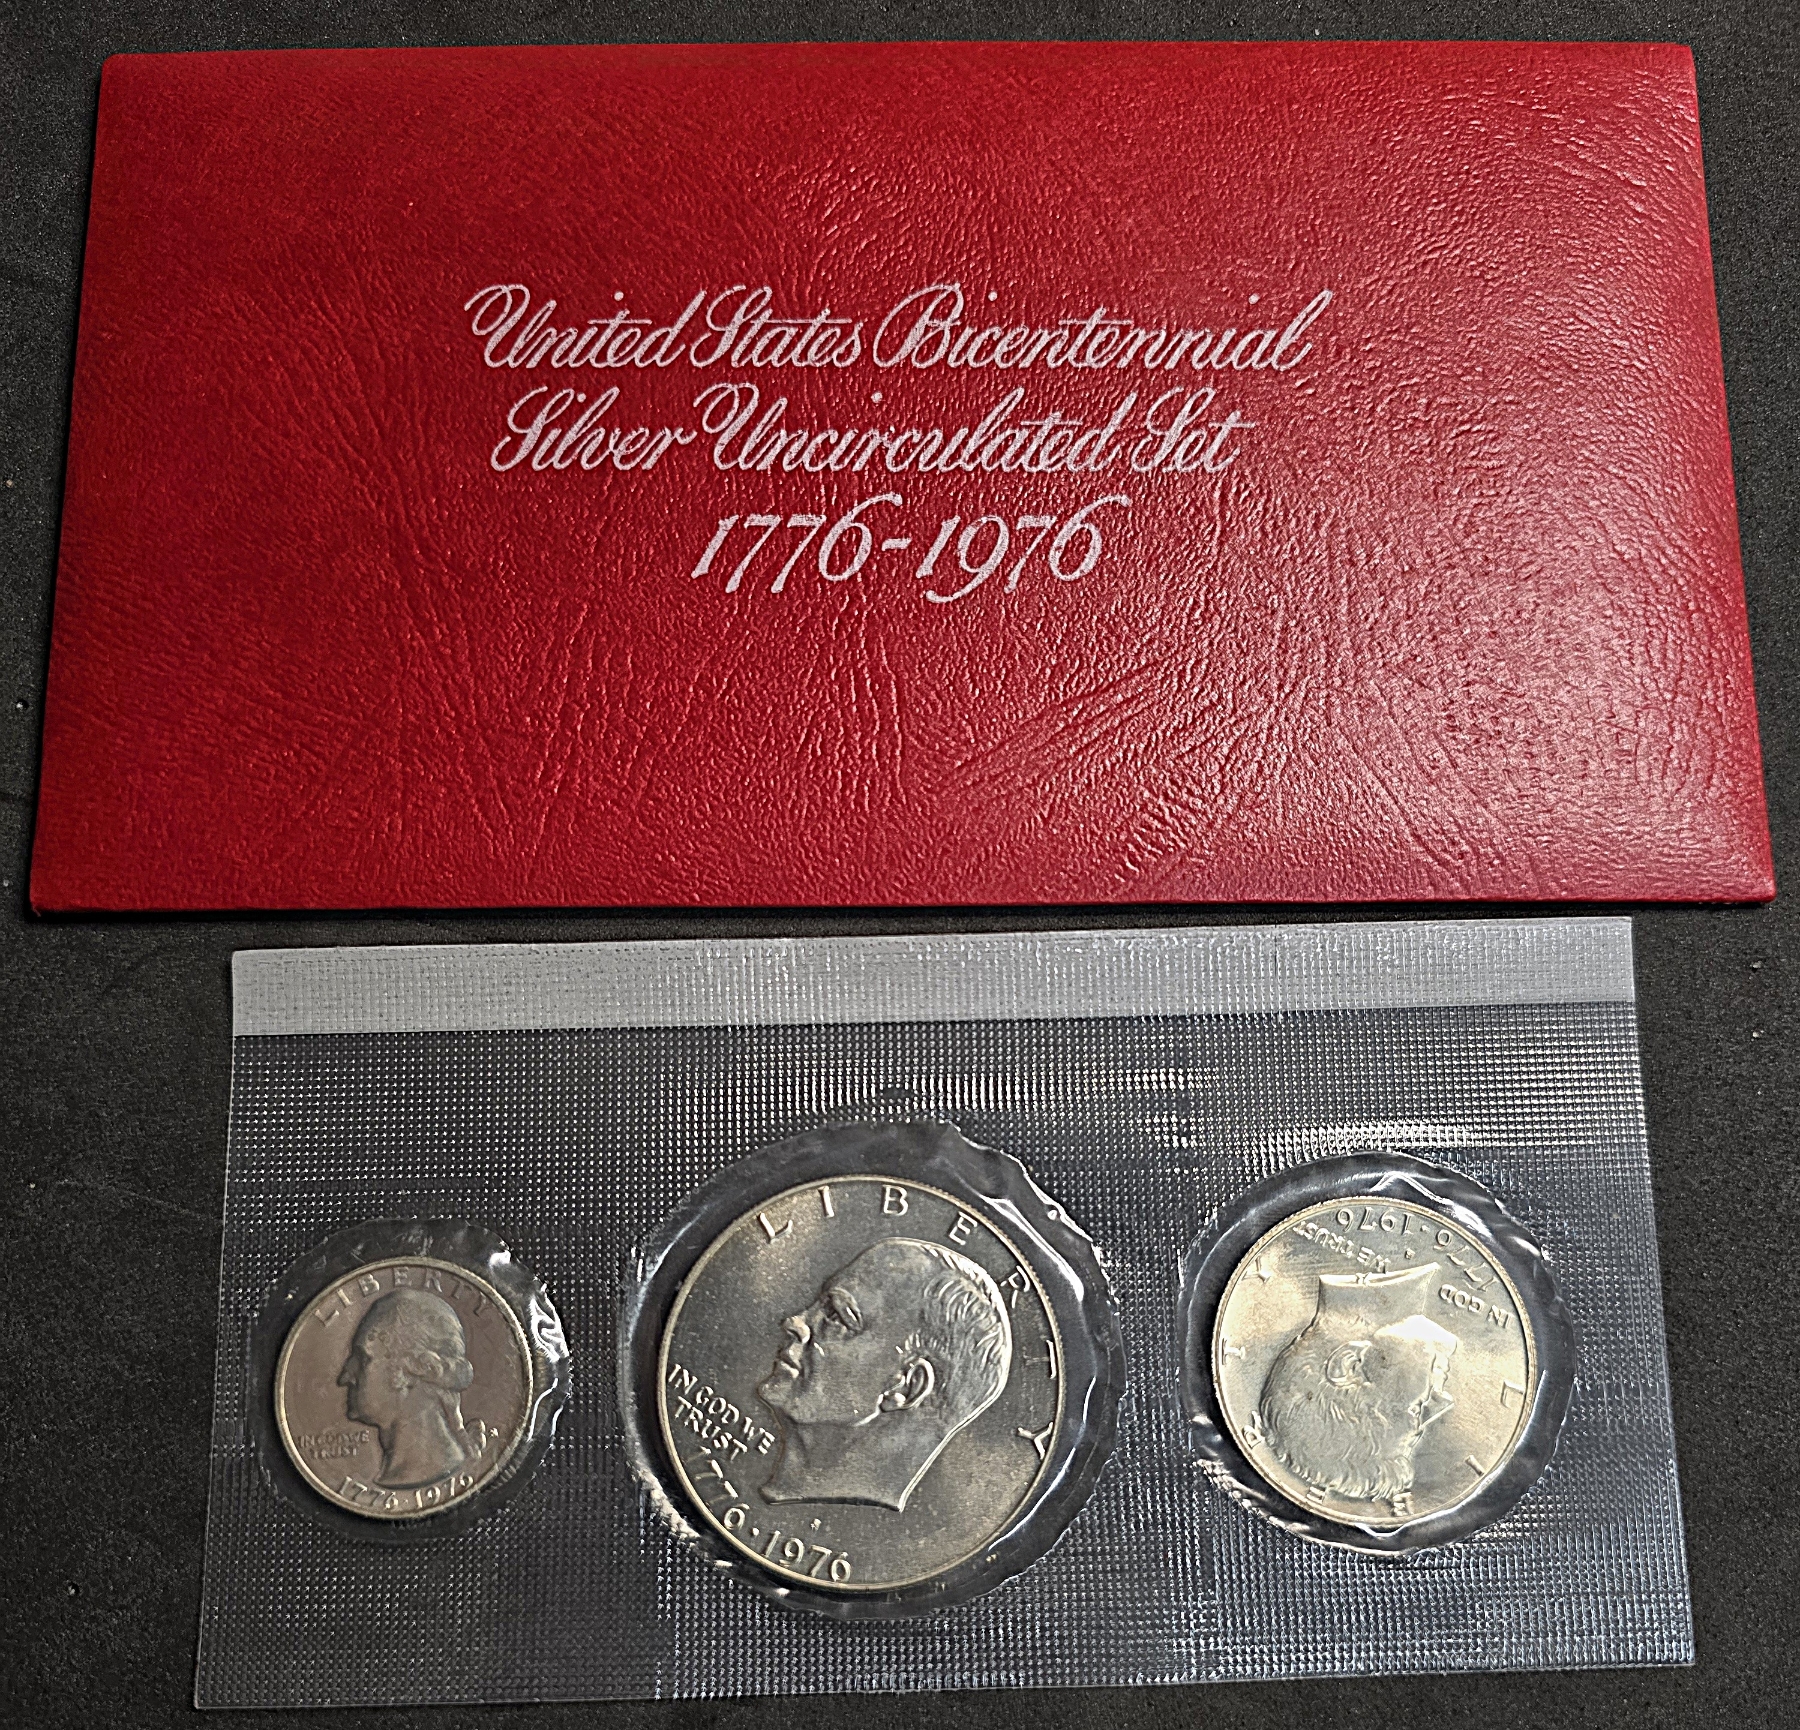 United States Bicentennial
Silver Uncirculated Set
1776-1976
LIBERTY
IN GOD WE
TRUST
1776·1976
S
LIBERTY
IN GOD WE
TRUST
1776·1976
S
LIBERTY
IN GOD WE TRUST
1776·1976